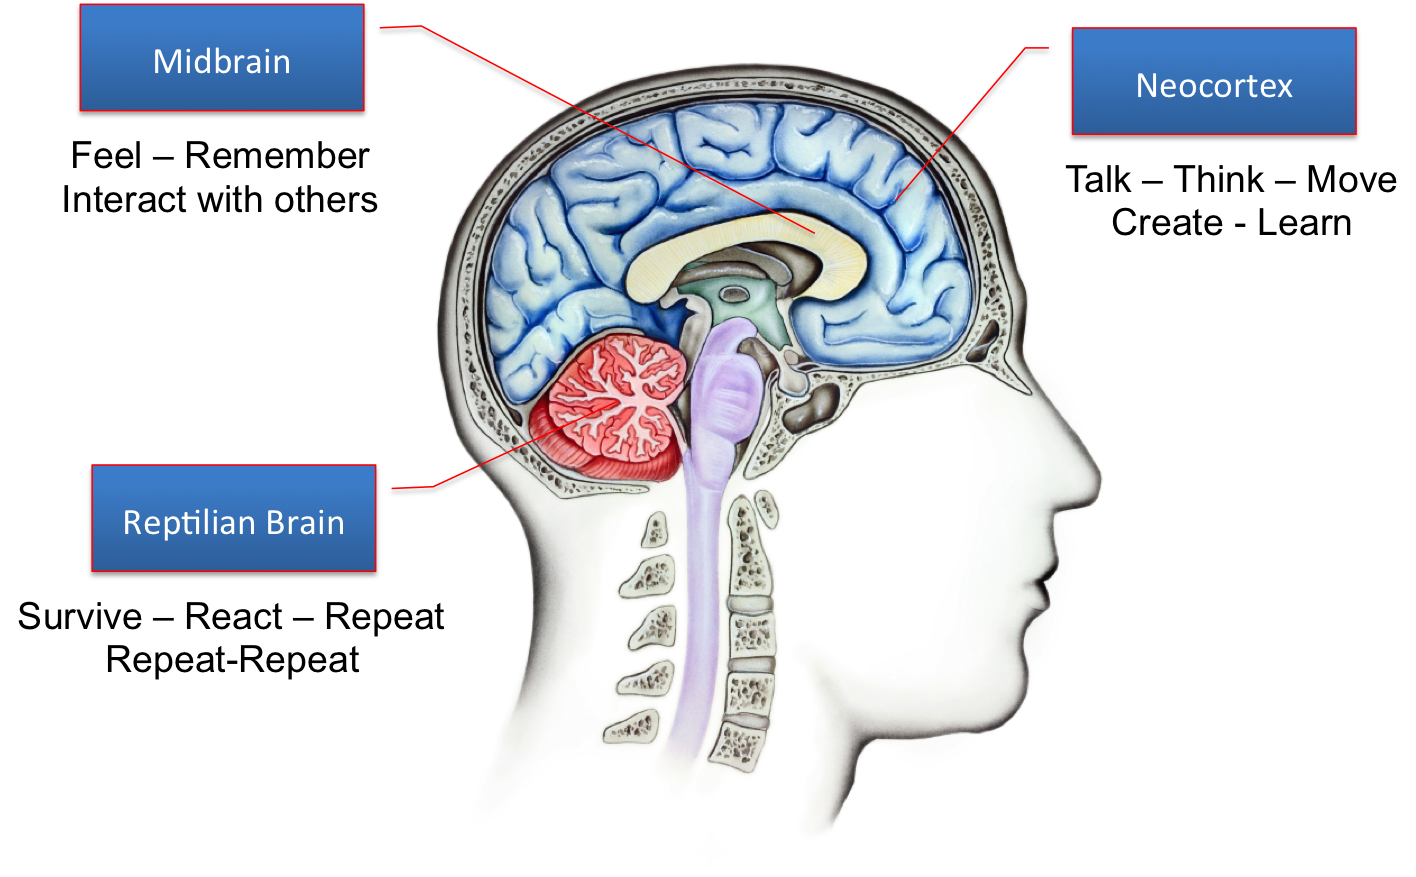 Midbrain
Feel – Remember
Interact with others
Neocortex
Talk – Think – Move
Create - Learn
Reptilian Brain
Survive – React – Repeat
Repeat-Repeat